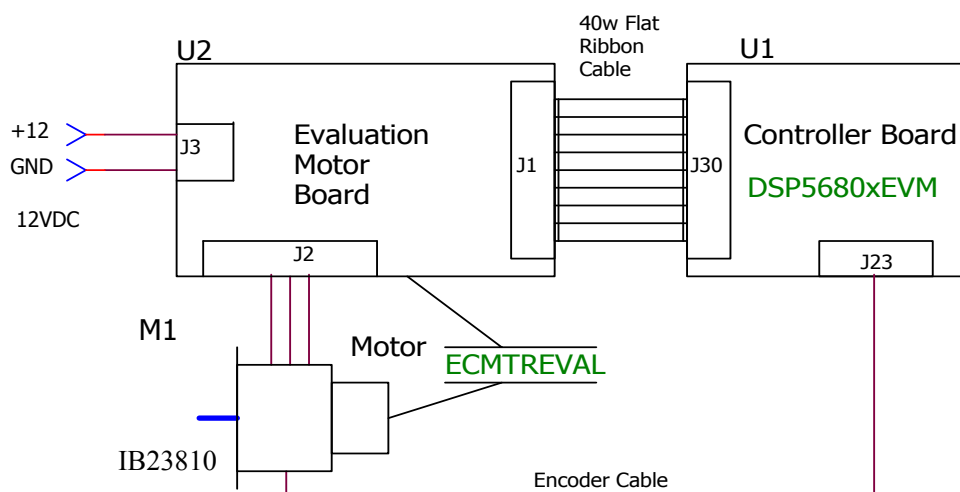 40w Flat
Ribbon
Cable
U2
U1
+12
GND
12VDC
J3
Evaluation
Motor
Board
J1
J30
Controller Board
DSP5680xEVM
J2
J23
M1
Motor
ECMTREVAL
IB23810
Encoder Cable